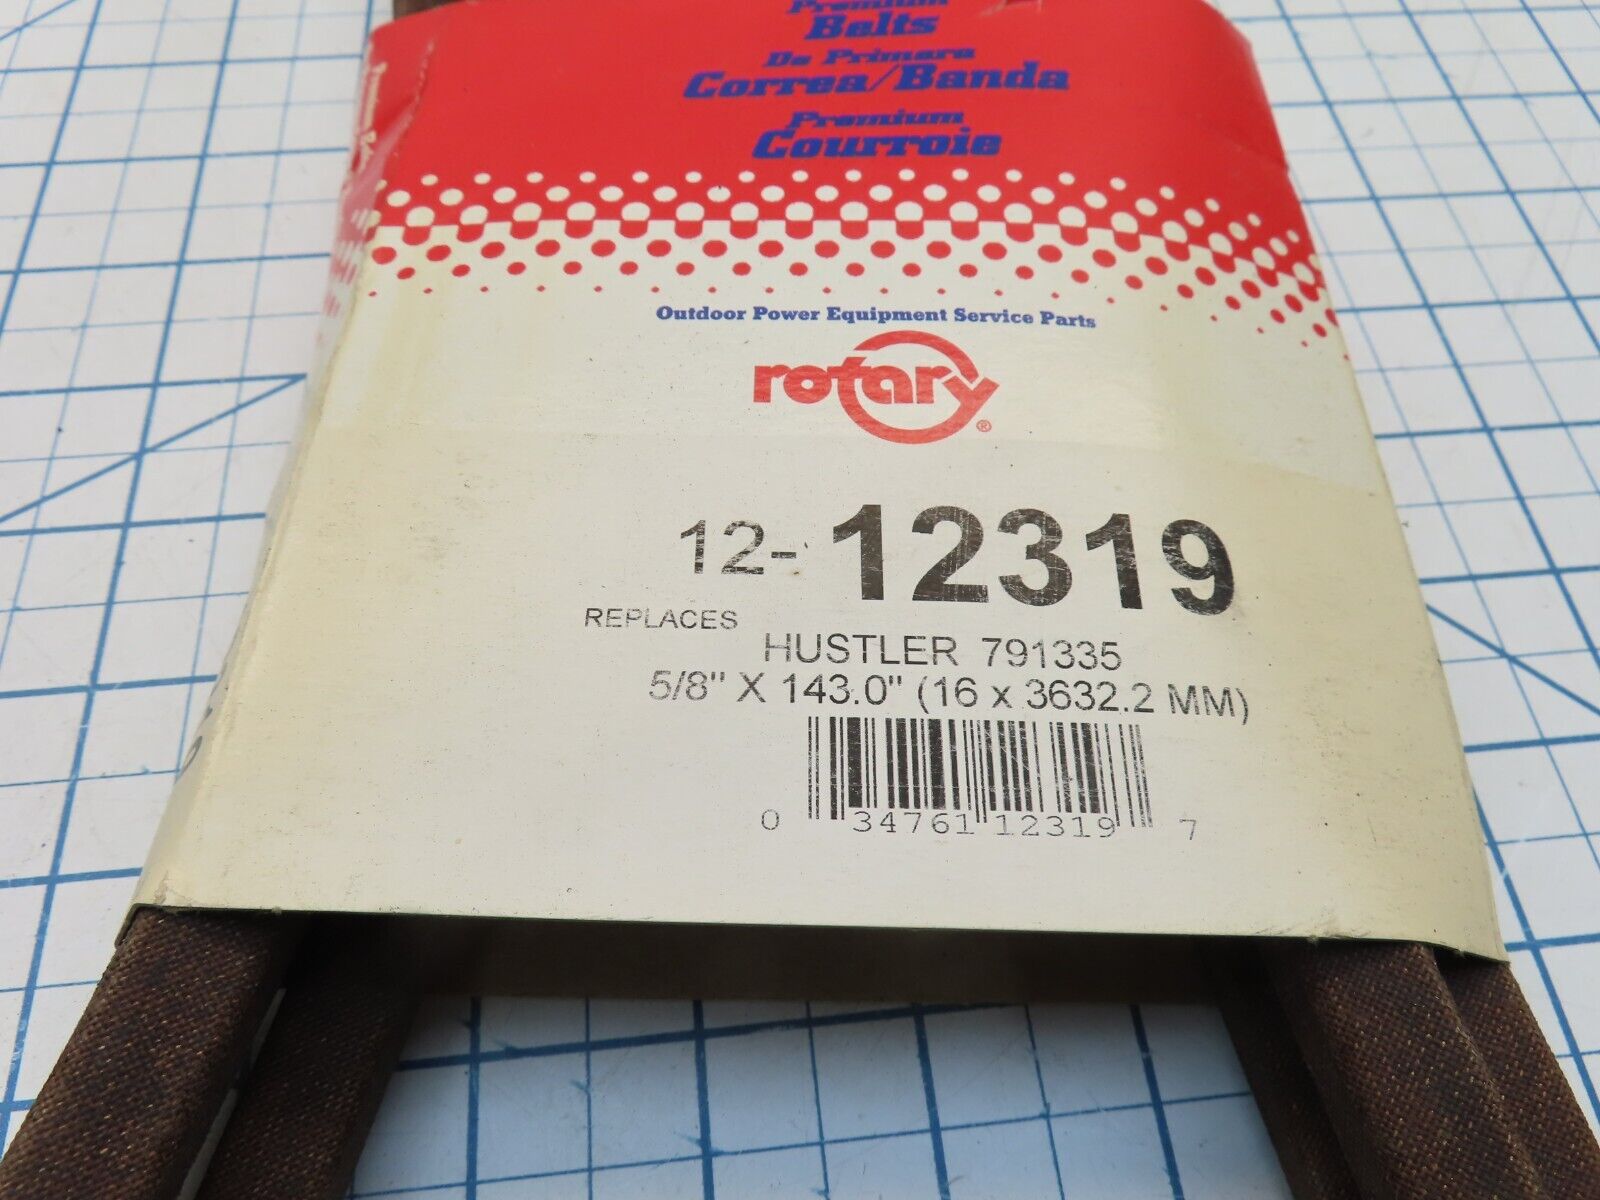 Premium
Belts
De Primera
Correa/Banda
Premium
Courroie
Outdoor Power Equipment Service Parts
rotary®
12-12319
REPLACES
HUSTLER 791335
5/8" X 143.0" (16 x 3632.2 MM)
0 34761 12319 7